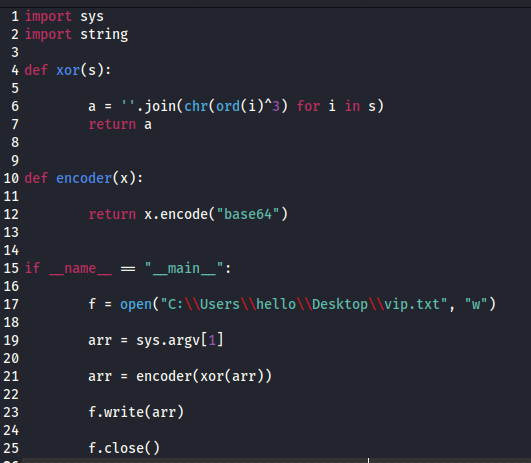 1 import sys
2 import string
3
4 def xor(s):
5
6 a = ''.join(chr(ord(i)^3) for i in s)
7 return a
8
9
10 def encoder(x):
11
12 return x.encode("base64")
13
14
15 if __name__ == "__main__":
16
17 f = open("C:\\Users\\hello\\Desktop\\vip.txt", "w")
18
19 arr = sys.argv[1]
20
21 arr = encoder(xor(arr))
22
23 f.write(arr)
24
25 f.close()